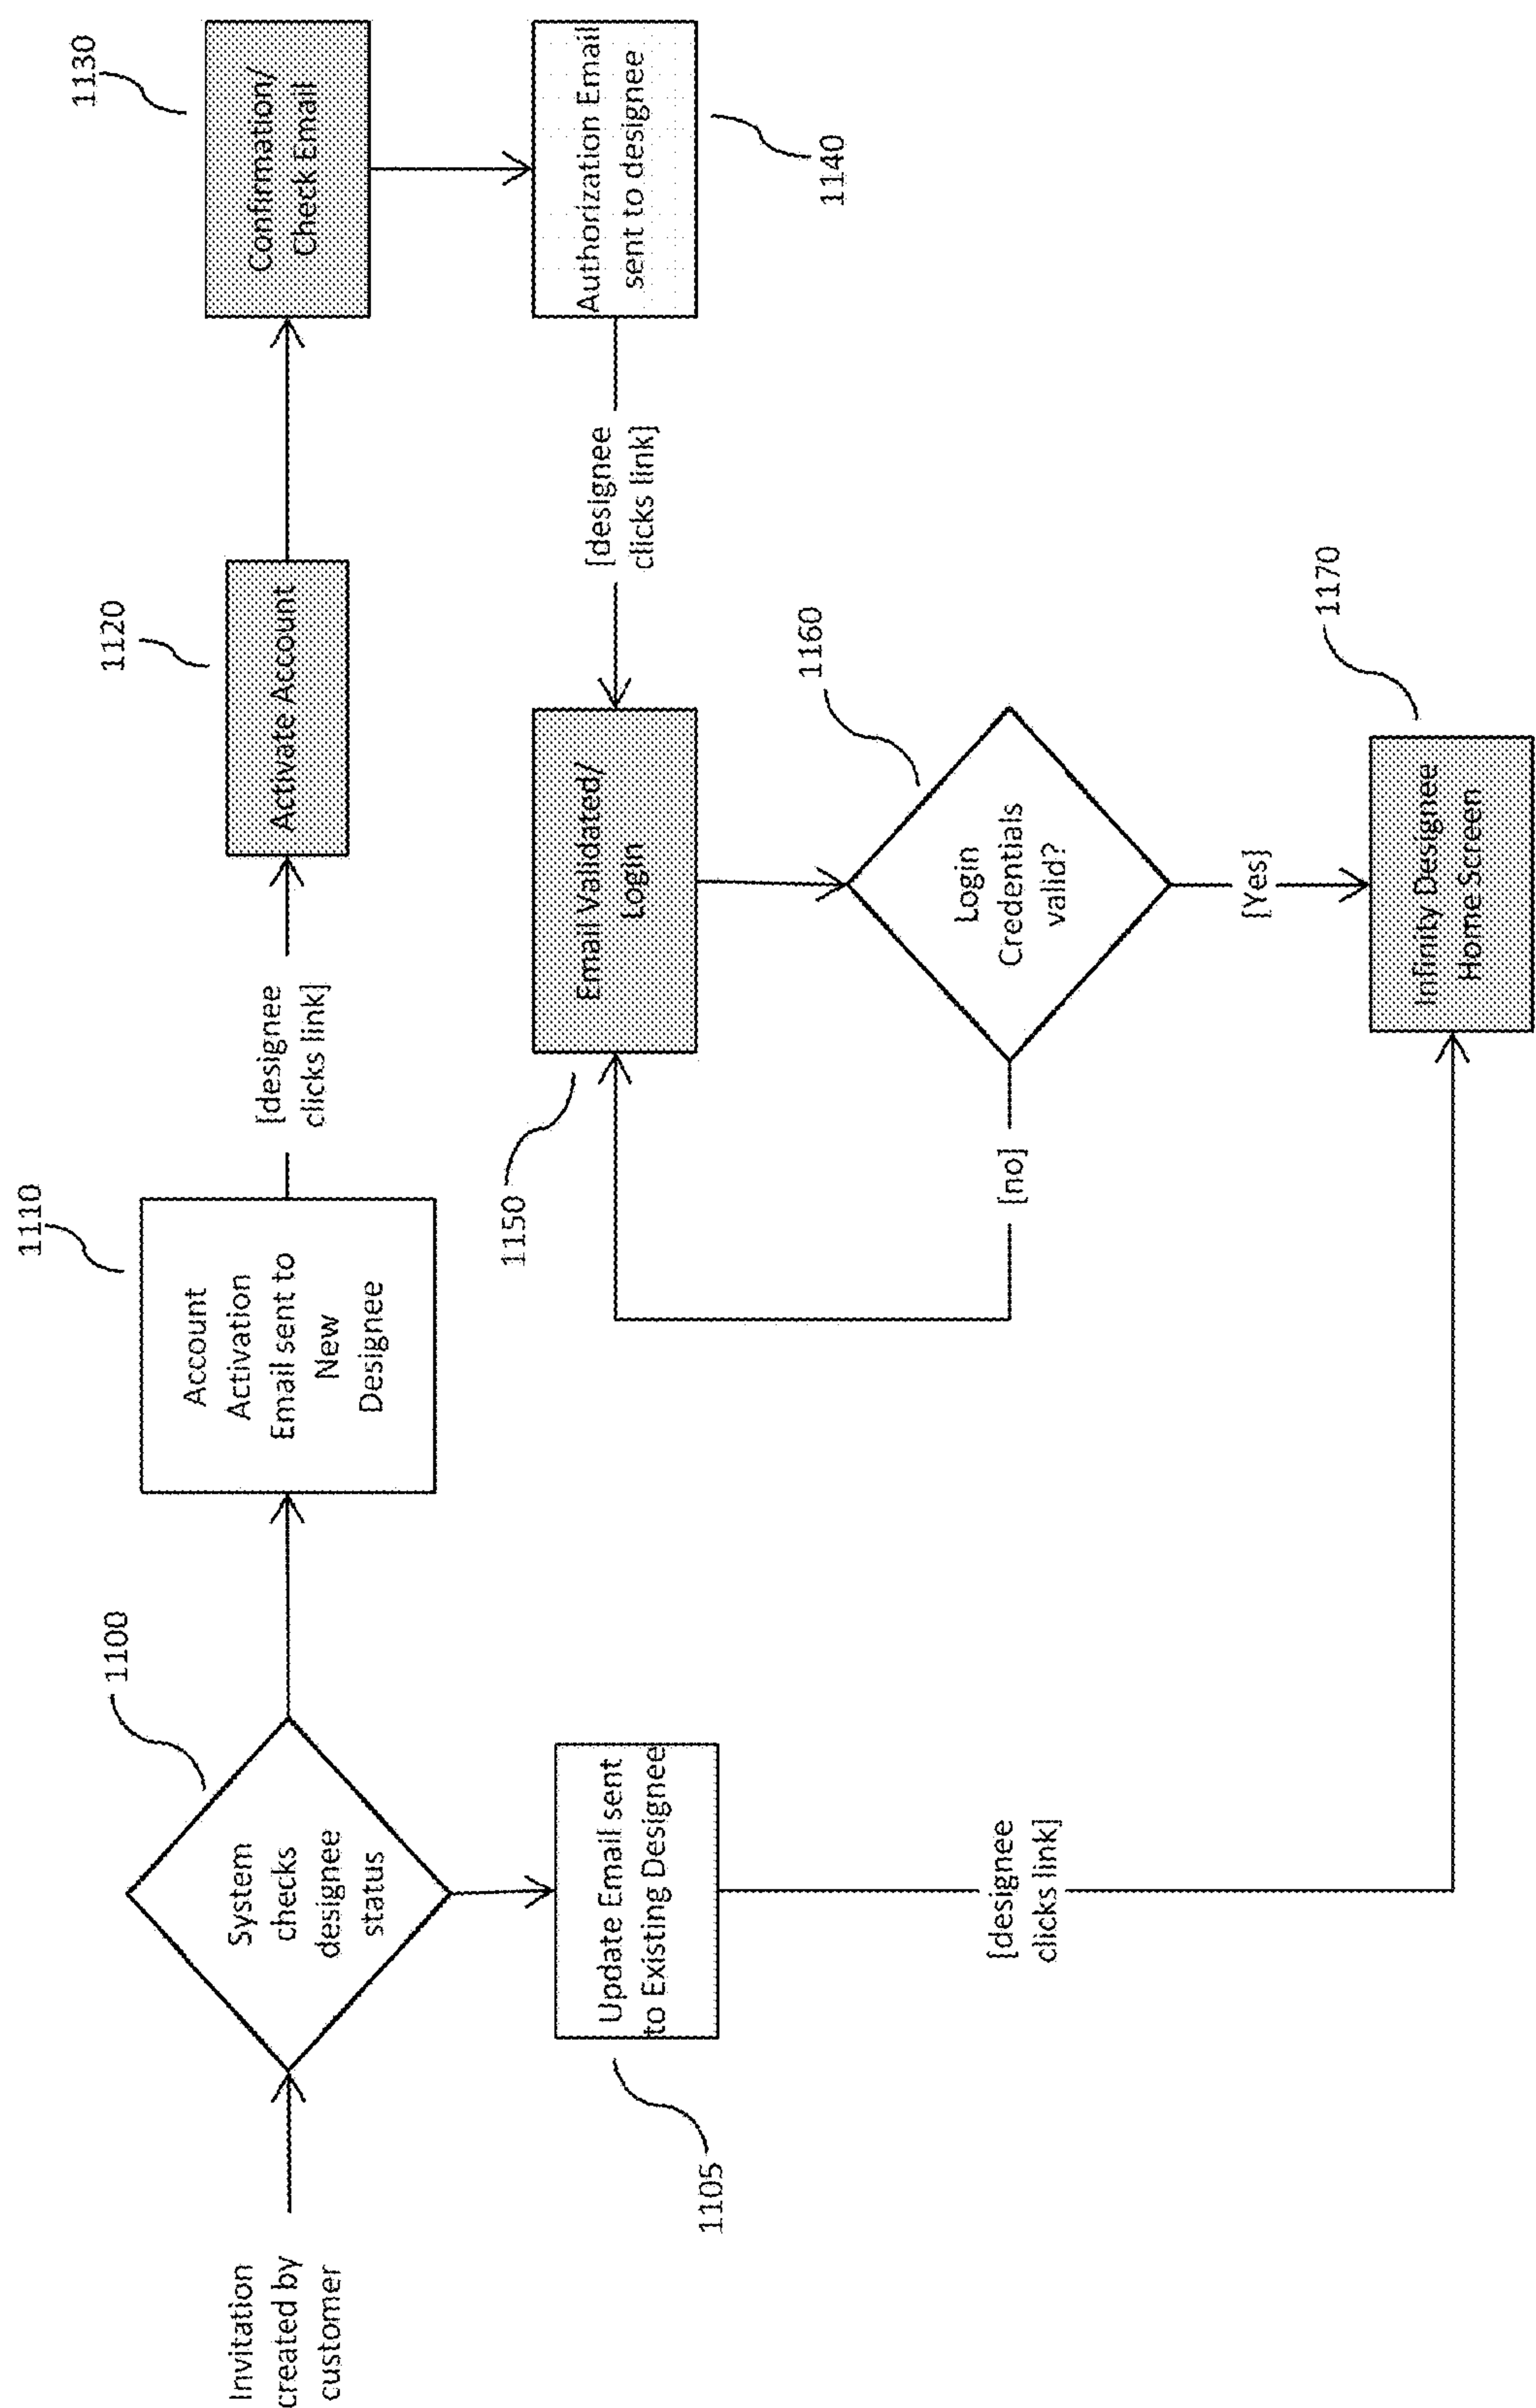 Invitation
created by
customer
1100
System
checks
designee
status
1105
Update Email sent
to Existing Designee
[designee
clicks link]
1110
Account
Activation
Email sent to
New
Designee
[designee
clicks link]
1120
Activate Account
1130
Confirmation/
Check Email
1140
Authorization Email
sent to designee
[designee
clicks link]
1150
Email Validated/
Login
1160
Login
Credentials
valid?
[no]
[Yes]
1170
Infinity Designee
Home Screen